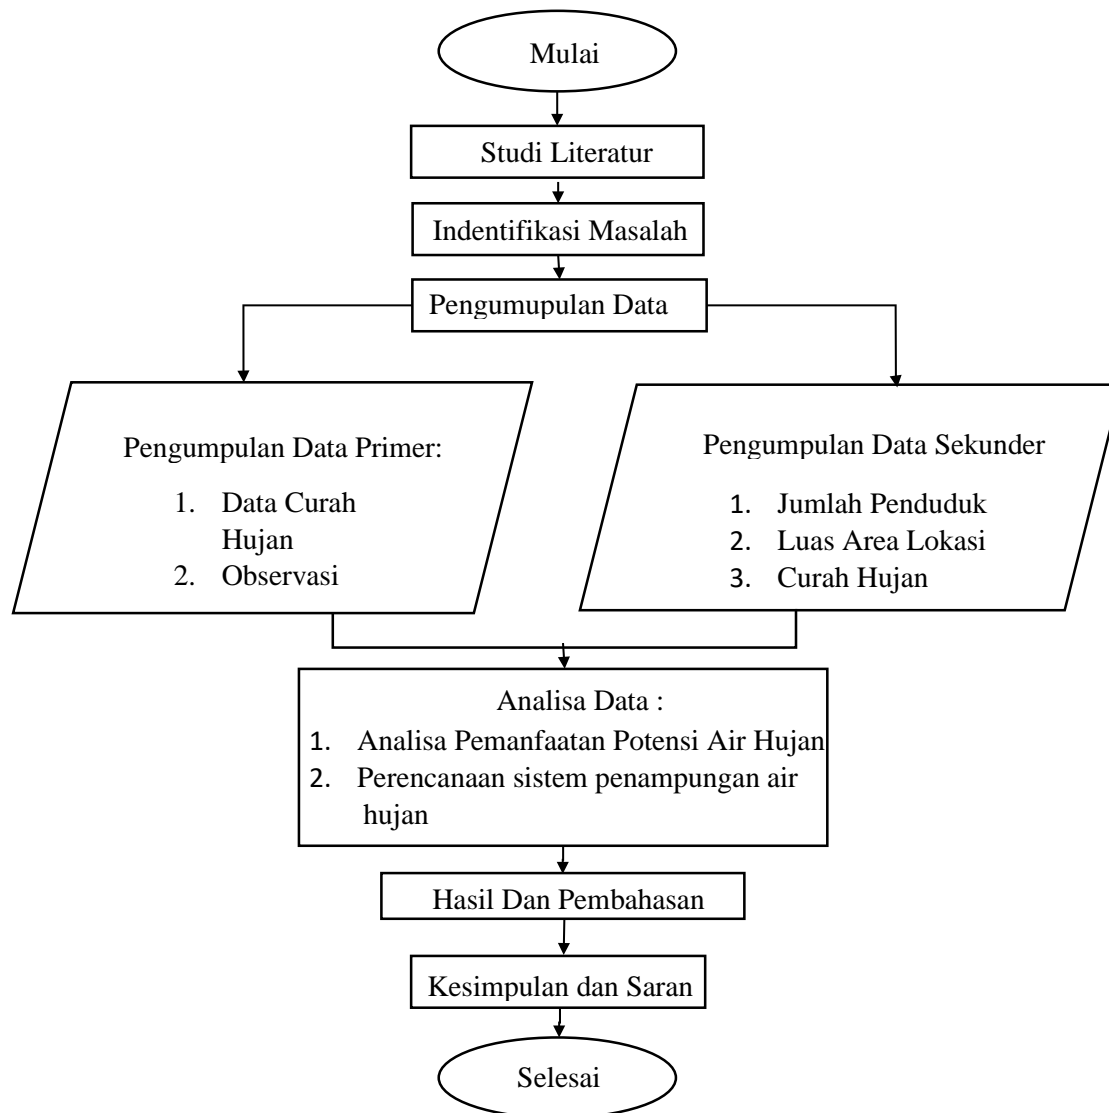 Mulai
Studi Literatur
Indentifikasi Masalah
Pengumupulan Data
Pengumpulan Data Primer:
1. Data Curah
Hujan
2. Observasi
Pengumpulan Data Sekunder
1. Jumlah Penduduk
2. Luas Area Lokasi
3. Curah Hujan
Analisa Data :
1. Analisa Pemanfaatan Potensi Air Hujan
2. Perencanaan sistem penampungan air
hujan
Hasil Dan Pembahasan
Kesimpulan dan Saran
Selesai